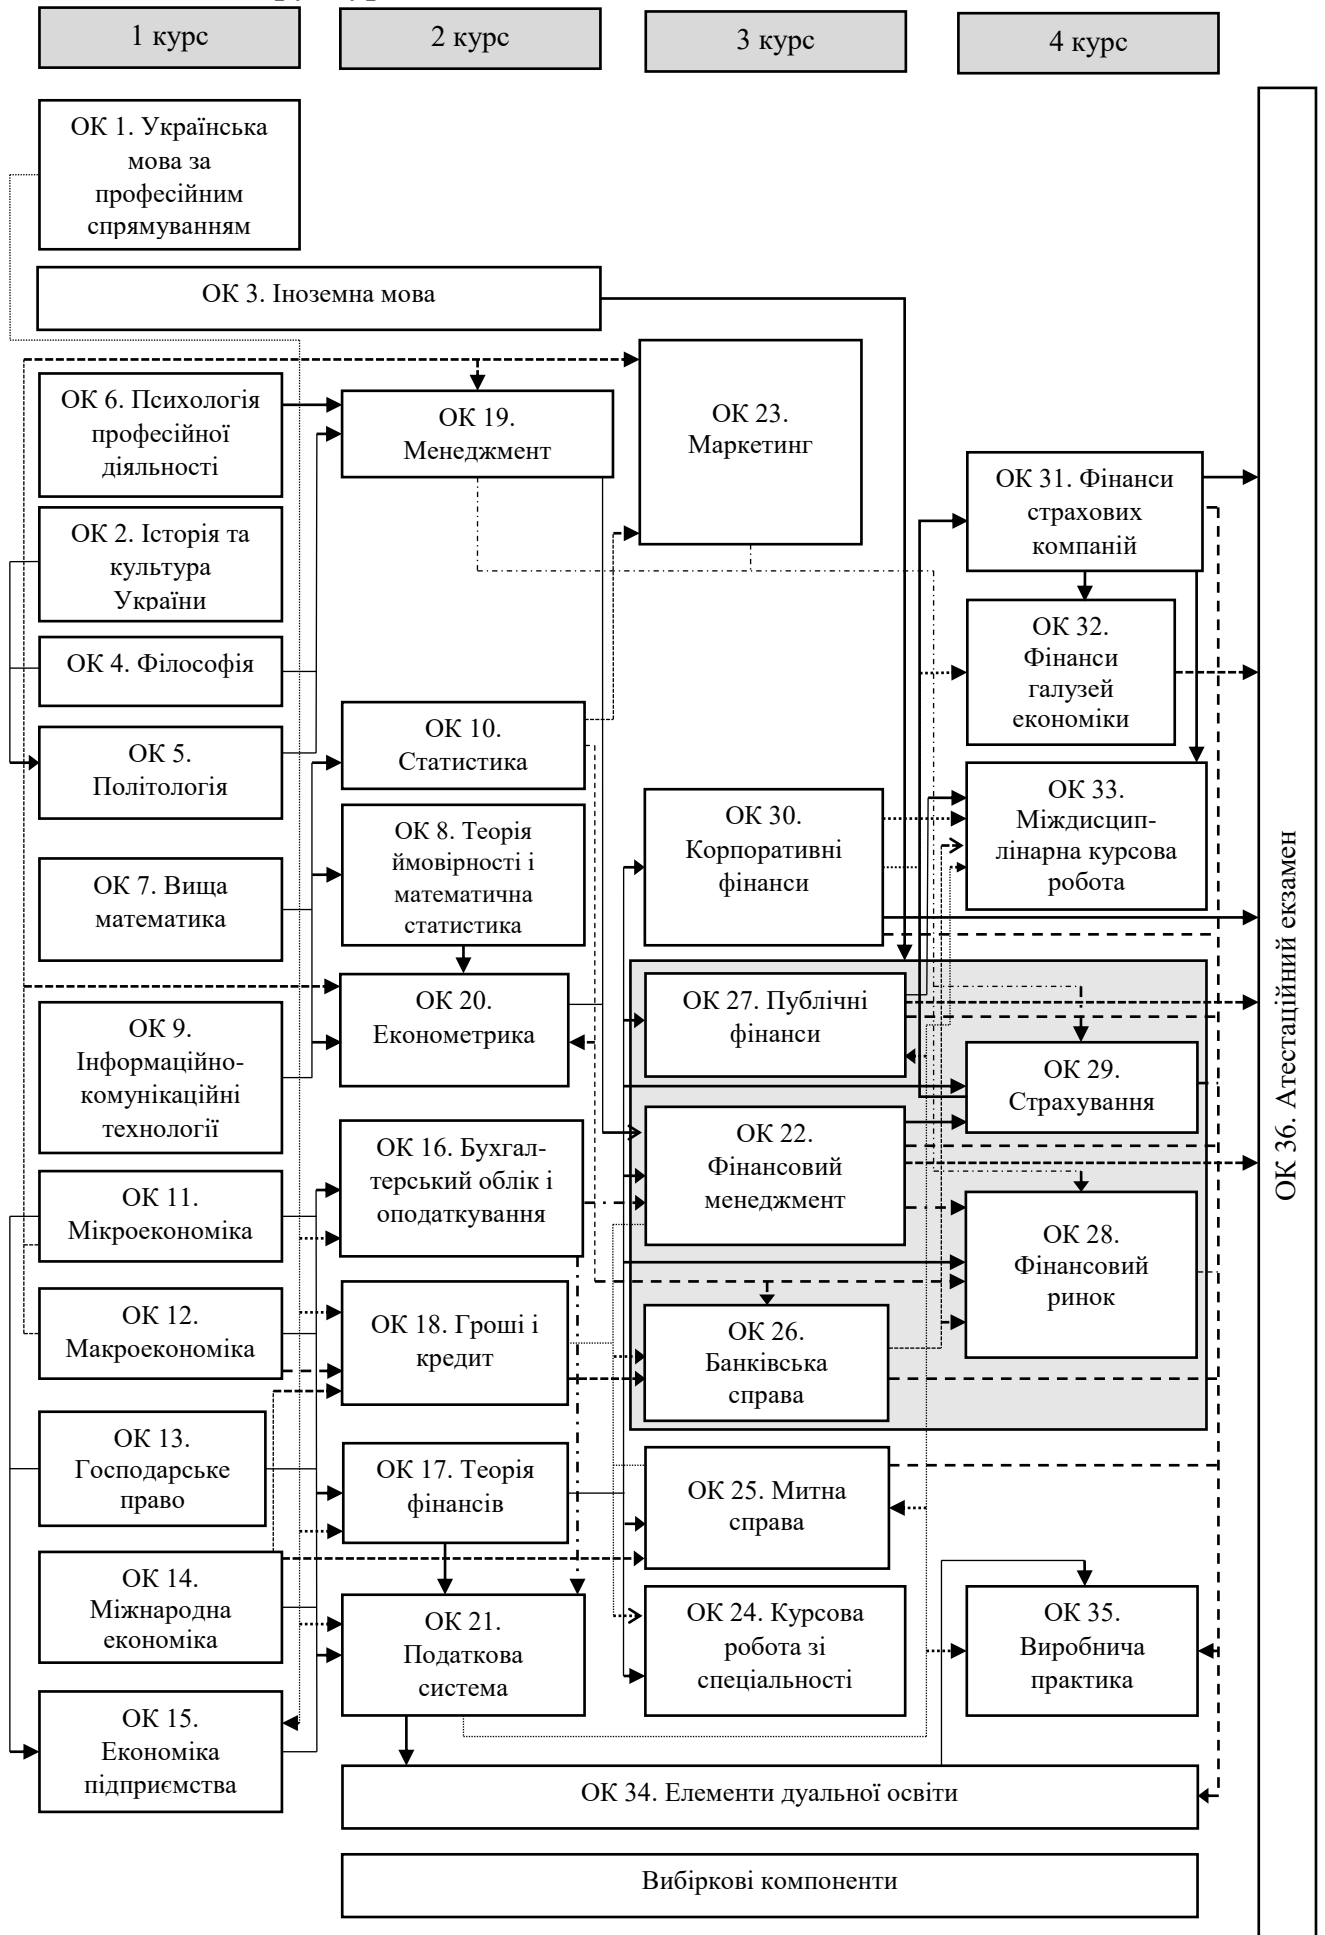 1 курс
2 курс
3 курс
4 курс
ОК 1. Українська
мова за
професійним
спрямуванням
ОК 3. Іноземна мова
ОК 6. Психологія
професійної
діяльності
ОК 19.
Менеджмент
ОК 23.
Маркетинг
ОК 31. Фінанси
страхових
компаній
ОК 2. Історія та
культура
України
ОК 4. Філософія
ОК 5.
Політологія
ОК 10.
Статистика
ОК 32.
Фінанси
галузей
економіки
ОК 7. Вища
математика
ОК 8. Теорія
ймовірності і
математична
статистика
ОК 30.
Корпоративні
фінанси
ОК 33.
Міждисцип-
лінарна курсова
робота
ОК 9.
Інформаційно-
комунікаційні
технології
ОК 20.
Економетрика
ОК 27. Публічні
фінанси
ОК 29.
Страхування
ОК 11.
Мікроекономіка
ОК 16. Бухгал-
терський облік і
оподаткування
ОК 22.
Фінансовий
менеджмент
ОК 28.
Фінансовий
ринок
ОК 12.
Макроекономіка
ОК 18. Гроші і
кредит
ОК 26.
Банківська
справа
ОК 13.
Господарське
право
ОК 17. Теорія
фінансів
ОК 25. Митна
справа
ОК 14.
Міжнародна
економіка
ОК 21.
Податкова
система
ОК 24. Курсова
робота зі
спеціальності
ОК 35.
Виробнича
практика
ОК 15.
Економіка
підприємства
ОК 34. Елементи дуальної освіти
Вибіркові компоненти
ОК 36. Атестаційний екзамен